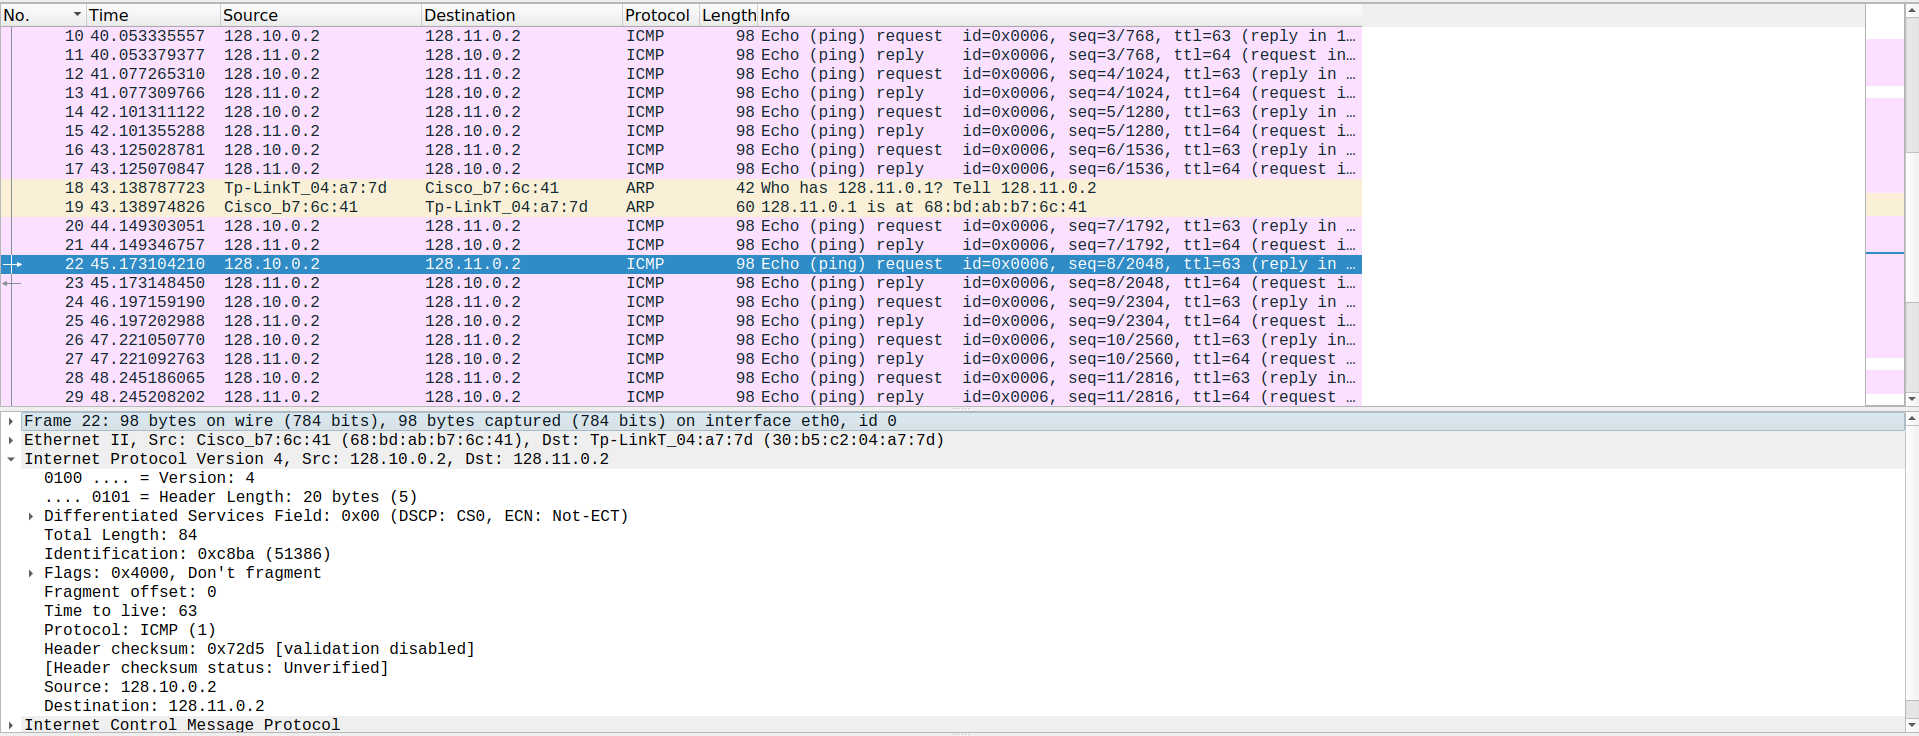 No. Time Source Destination Protocol Length Info
10 40.053335557 128.10.0.2 128.11.0.2 ICMP 98 Echo (ping) request id=0x0006, seq=3/768, ttl=63 (reply in 1…
11 40.053379377 128.11.0.2 128.10.0.2 ICMP 98 Echo (ping) reply id=0x0006, seq=3/768, ttl=64 (request in…
12 41.077265310 128.10.0.2 128.11.0.2 ICMP 98 Echo (ping) request id=0x0006, seq=4/1024, ttl=63 (reply in …
13 41.077309766 128.11.0.2 128.10.0.2 ICMP 98 Echo (ping) reply id=0x0006, seq=4/1024, ttl=64 (request i…
14 42.101311122 128.10.0.2 128.11.0.2 ICMP 98 Echo (ping) request id=0x0006, seq=5/1280, ttl=63 (reply in …
15 42.101355288 128.11.0.2 128.10.0.2 ICMP 98 Echo (ping) reply id=0x0006, seq=5/1280, ttl=64 (request i…
16 43.125028781 128.10.0.2 128.11.0.2 ICMP 98 Echo (ping) request id=0x0006, seq=6/1536, ttl=63 (reply in …
17 43.125070847 128.11.0.2 128.10.0.2 ICMP 98 Echo (ping) reply id=0x0006, seq=6/1536, ttl=64 (request i…
18 43.138787723 Tp-LinkT_04:a7:7d Cisco_b7:6c:41 ARP 42 Who has 128.11.0.1? Tell 128.11.0.2
19 43.138974826 Cisco_b7:6c:41 Tp-LinkT_04:a7:7d ARP 60 128.11.0.1 is at 68:bd:ab:b7:6c:41
20 44.149303051 128.10.0.2 128.11.0.2 ICMP 98 Echo (ping) request id=0x0006, seq=7/1792, ttl=63 (reply in …
21 44.149346757 128.11.0.2 128.10.0.2 ICMP 98 Echo (ping) reply id=0x0006, seq=7/1792, ttl=64 (request i…
22 45.173104210 128.10.0.2 128.11.0.2 ICMP 98 Echo (ping) request id=0x0006, seq=8/2048, ttl=63 (reply in …
23 45.173148450 128.11.0.2 128.10.0.2 ICMP 98 Echo (ping) reply id=0x0006, seq=8/2048, ttl=64 (request i…
24 46.197159190 128.10.0.2 128.11.0.2 ICMP 98 Echo (ping) request id=0x0006, seq=9/2304, ttl=63 (reply in …
25 46.197202988 128.11.0.2 128.10.0.2 ICMP 98 Echo (ping) reply id=0x0006, seq=9/2304, ttl=64 (request i…
26 47.221050770 128.10.0.2 128.11.0.2 ICMP 98 Echo (ping) request id=0x0006, seq=10/2560, ttl=63 (reply in…
27 47.221092763 128.11.0.2 128.10.0.2 ICMP 98 Echo (ping) reply id=0x0006, seq=10/2560, ttl=64 (request …
28 48.245186065 128.10.0.2 128.11.0.2 ICMP 98 Echo (ping) request id=0x0006, seq=11/2816, ttl=63 (reply in…
29 48.245208202 128.11.0.2 128.10.0.2 ICMP 98 Echo (ping) reply id=0x0006, seq=11/2816, ttl=64 (request …
Frame 22: 98 bytes on wire (784 bits), 98 bytes captured (784 bits) on interface eth0, id 0
Ethernet II, Src: Cisco_b7:6c:41 (68:bd:ab:b7:6c:41), Dst: Tp-LinkT_04:a7:7d (30:b5:c2:04:a7:7d)
Internet Protocol Version 4, Src: 128.10.0.2, Dst: 128.11.0.2
0100 .... = Version: 4
.... 0101 = Header Length: 20 bytes (5)
Differentiated Services Field: 0x00 (DSCP: CS0, ECN: Not-ECT)
Total Length: 84
Identification: 0xc8ba (51386)
Flags: 0x4000, Don't fragment
Fragment offset: 0
Time to live: 63
Protocol: ICMP (1)
Header checksum: 0x72d5 [validation disabled]
[Header checksum status: Unverified]
Source: 128.10.0.2
Destination: 128.11.0.2
Internet Control Message Protocol